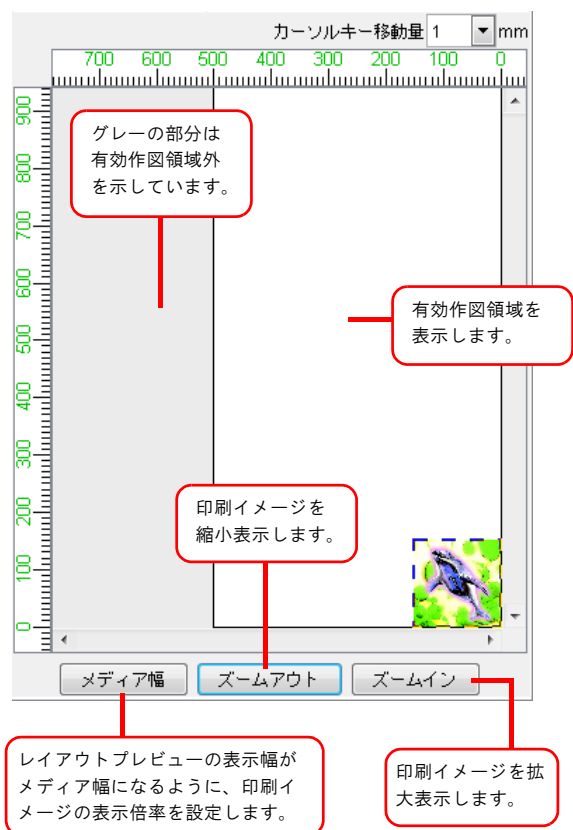 カーソルキー移動量 1 mm
700 600 500 400 300 200 100 0
900
800
700
600
500
400
300
200
100
0
グレーの部分は
有効作図領域外
を示しています。
有効作図領域を
表示します。
印刷イメージを
縮小表示します。
メディア幅 ズームアウト ズームイン
レイアウトプレビューの表示幅が
メディア幅になるように、印刷イ
メージの表示倍率を設定します。
印刷イメージを拡
大表示します。